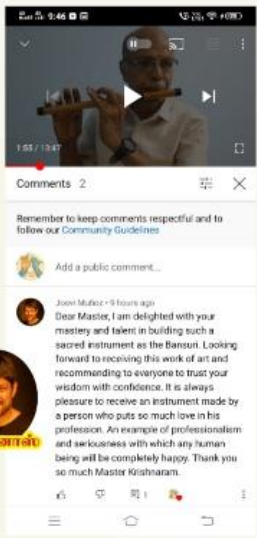 9:46
1:55 / 13:47
Comments 2
Remember to keep comments respectful and to
follow our Community Guidelines
Add a public comment...
9 hours ago
Dear Master, I am delighted with your
mastery and talent in building such a
sacred instrument as the Bansuri. Looking
forward to receiving this work of art and
recommending to everyone to trust your
wisdom with confidence. It is always
pleasure to receive an instrument made by
a person who puts so much love in his
profession. An example of professionalism
and seriousness with which any human
being will be completely happy. Thank you
so much Master Krishnaram.
1